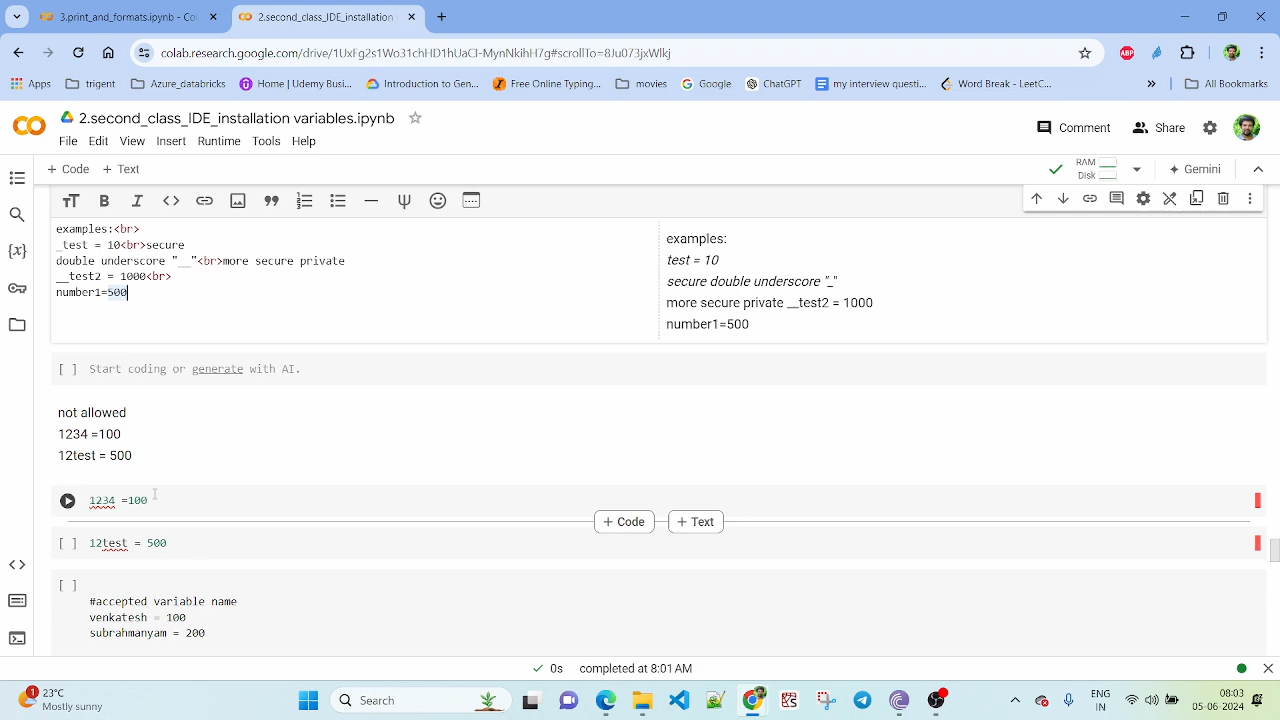 3.print_and_formats.ipynb - Col
2.second_class_IDE_installation
colab.research.google.com/drive/1UxFg2s1Wo31chHD1hUaCI-MynNkihH7g#scrollTo=8Ju073jxWlkj
ABP
Apps
trigent
Azure_databricks
Home | Udemy Busi...
Introduction to Gen...
Free Online Typing...
movies
Google
ChatGPT
my interview questi...
Word Break - LeetC...
All Bookmarks
2.second_class_IDE_installation variables.ipynb
File Edit View Insert Runtime Tools Help
Comment
Share
+ Code + Text
RAM
Disk
Gemini
examples:<br>
_test = 10<br>secure
double underscore "__"<br>more secure private
__test2 = 1000<br>
number1=500
examples:
test = 10
secure double underscore "_"
more secure private __test2 = 1000
number1=500
[ ] Start coding or generate with AI.
not allowed
1234 =100
12test = 500
1234 =100
+ Code + Text
[ ] 12test = 500
[ ]
#accepted variable name
venkatesh = 100
subrahmanyam = 200
0s completed at 8:01 AM
1
23°C
Mostly sunny
Search
ENG
IN
08:03
05-06-2024